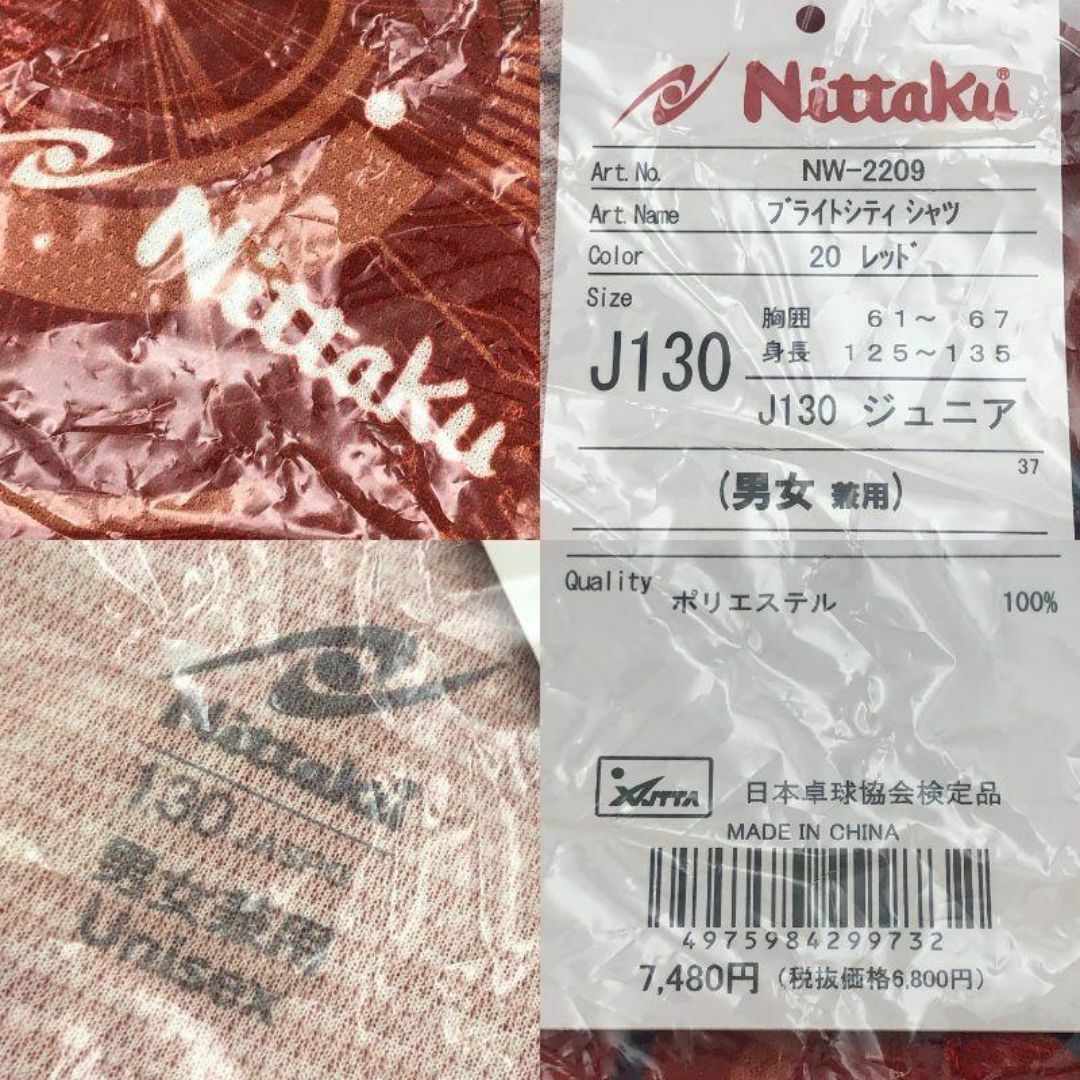 Nittaku
Nittaku®
Art. No. NW-2209
Art. Name ブライトシティ シャツ
Color 20 レッド
Size
J130
胸囲 61～ 67
身長 125～135
J130 ジュニア
37
(男女 兼用)
Nittaku
130 JASPO
男女兼用
Unisex
Quality
ポリエステル 100%
JTTA 日本卓球協会検定品
MADE IN CHINA
4975984299732
7,480円 (税抜価格6,800円)